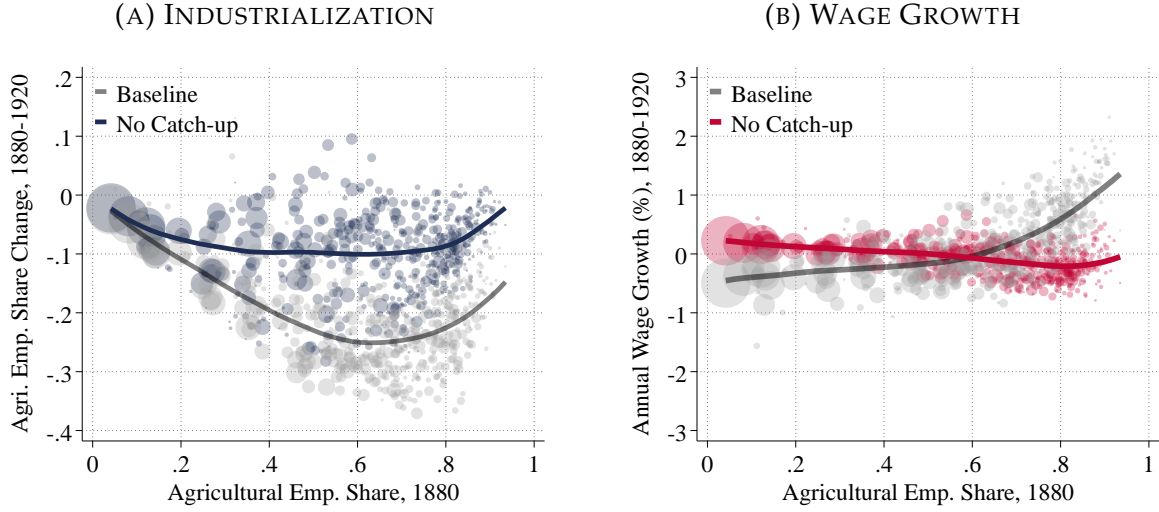 (A) INDUSTRIALIZATION
Agri. Emp. Share Change, 1880-1920
.2
.1
0
-.1
-.2
-.3
-.4
Baseline
No Catch-up
0 .2 .4 .6 .8 1
Agricultural Emp. Share, 1880
(B) WAGE GROWTH
Annual Wage Growth (%), 1880-1920
3
2
1
0
-1
-2
-3
Baseline
No Catch-up
0 .2 .4 .6 .8 1
Agricultural Emp. Share, 1880